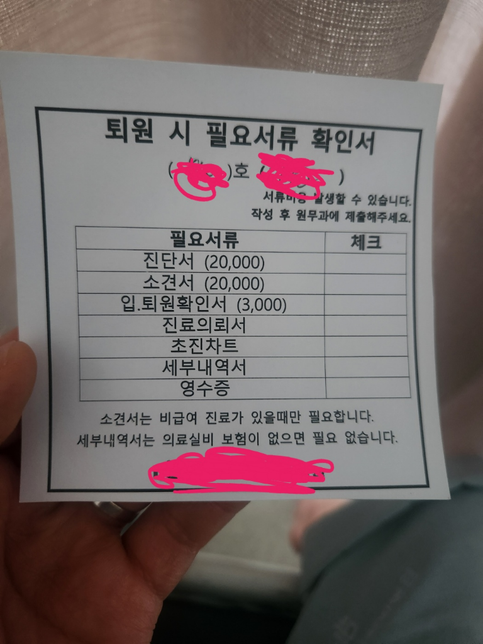 퇴원 시 필요서류 확인서
( )호 ( )
서류비용 발생할 수 있습니다.
작성 후 원무과에 제출해주세요.
필요서류 체크
진단서 (20,000)
소견서 (20,000)
입.퇴원확인서 (3,000)
진료의뢰서
초진차트
세부내역서
영수증
소견서는 비급여 진료가 있을때만 필요합니다.
세부내역서는 의료실비 보험이 없으면 필요 없습니다.